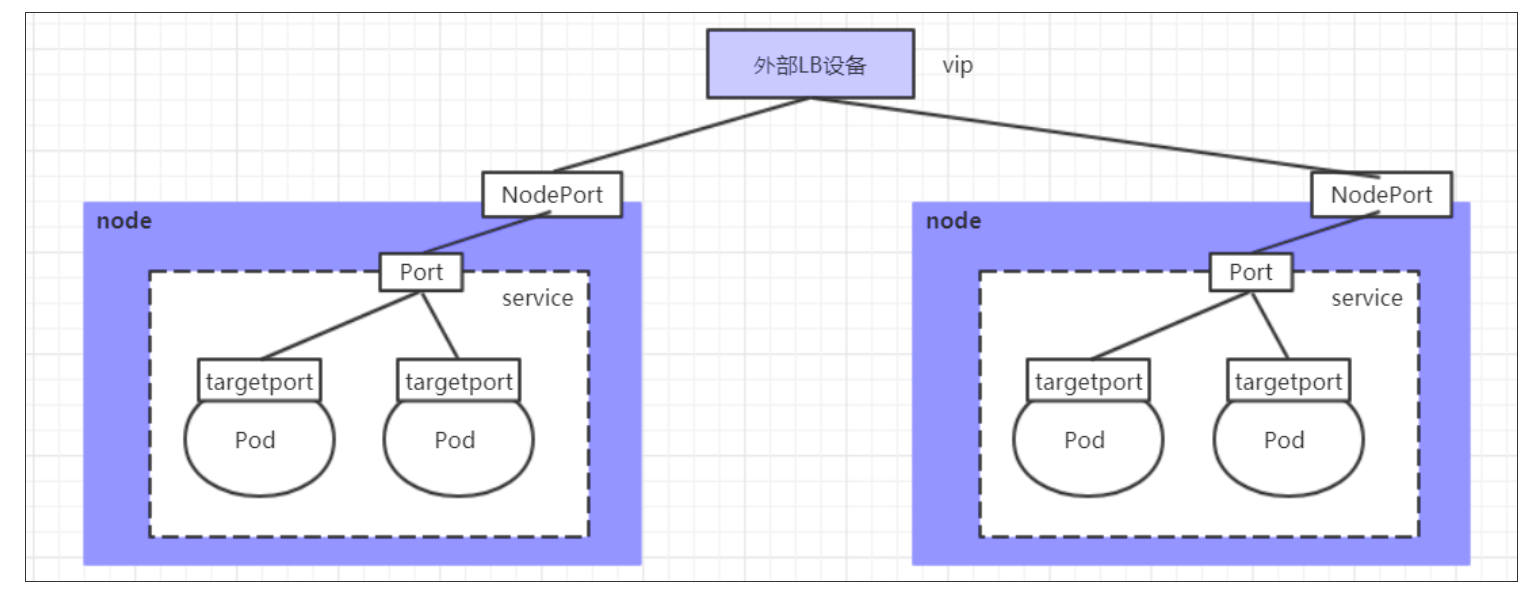 外部LB设备
vip
NodePort
NodePort
node
node
Port
Port
service
service
targetport
targetport
targetport
targetport
Pod
Pod
Pod
Pod